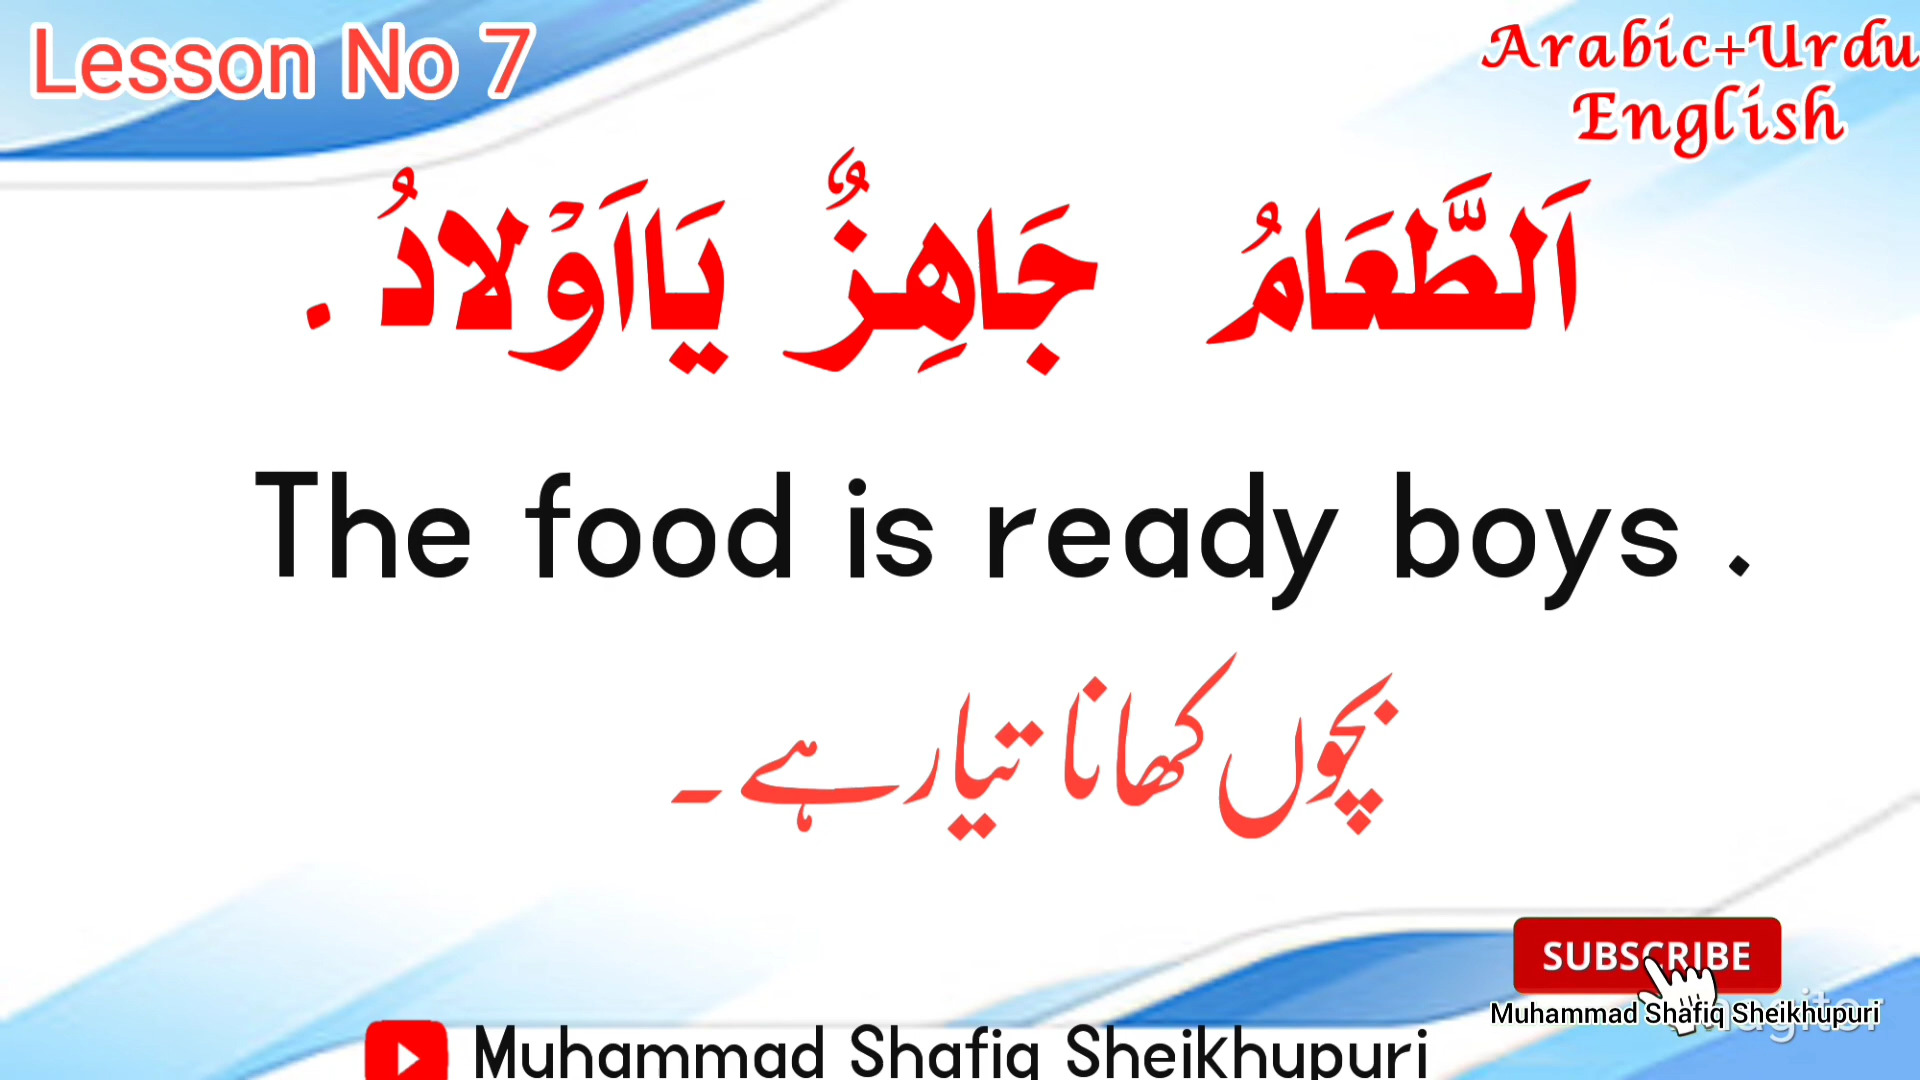 Lesson No 7
Arabic+Urdu
English
اَلطَّعَامُ جَاهِزٌ يَااَوْلادُ .
The food is ready boys .
بچوں کھانا تیار ہے ۔
SUBSCRIBE
Muhammad Shafiq Sheikhupuri
Muhammad Shafiq Sheikhupuri